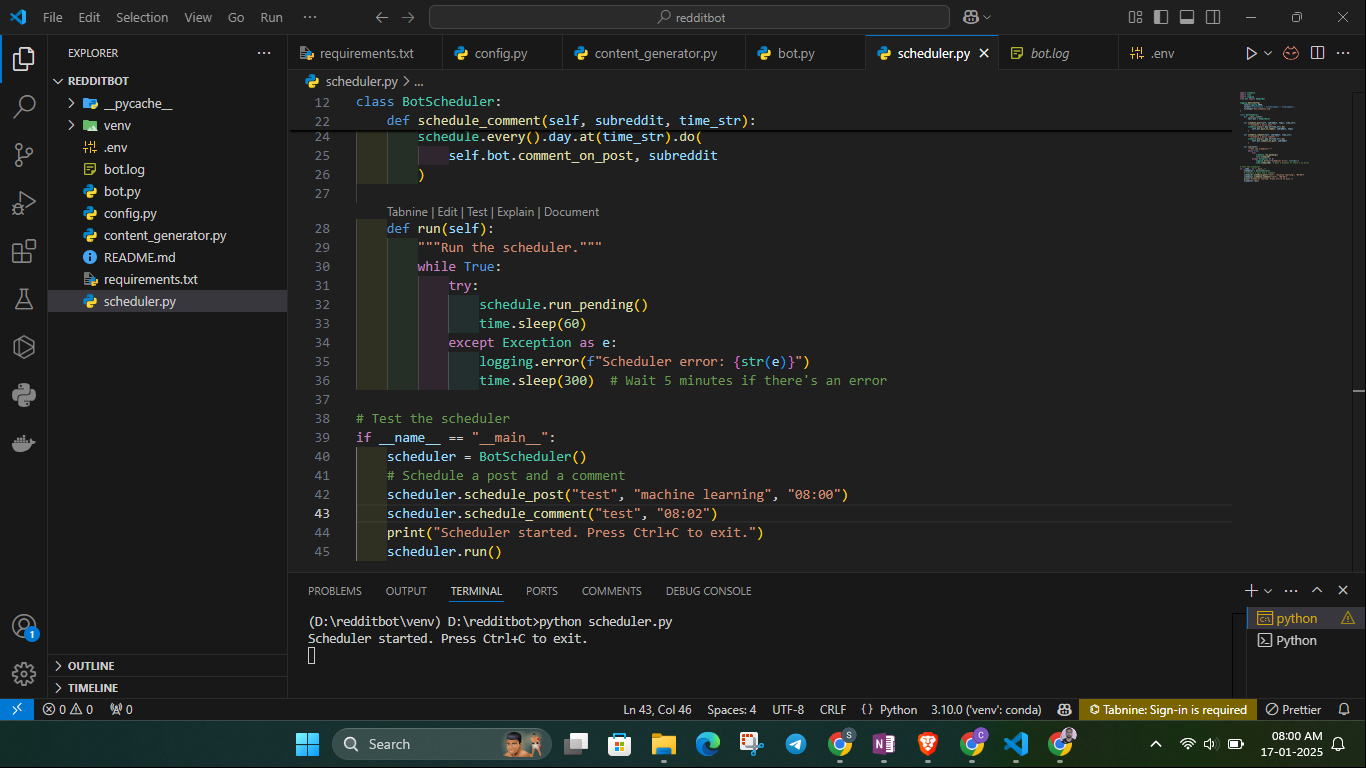 File Edit Selection View Go Run ··· redditbot
EXPLORER ···
REDDITBOT
__pycache__
venv
.env
bot.log
bot.py
config.py
content_generator.py
README.md
requirements.txt
scheduler.py
OUTLINE
TIMELINE
requirements.txt config.py content_generator.py bot.py scheduler.py bot.log .env
scheduler.py > ...
12 class BotScheduler:
22 def schedule_comment(self, subreddit, time_str):
24 schedule.every().day.at(time_str).do(
25 self.bot.comment_on_post, subreddit
26 )
27
Tabnine | Edit | Test | Explain | Document
28 def run(self):
29 """Run the scheduler."""
30 while True:
31 try:
32 schedule.run_pending()
33 time.sleep(60)
34 except Exception as e:
35 logging.error(f"Scheduler error: {str(e)}")
36 time.sleep(300)  # Wait 5 minutes if there's an error
37
38 # Test the scheduler
39 if __name__ == "__main__":
40 scheduler = BotScheduler()
41 # Schedule a post and a comment
42 scheduler.schedule_post("test", "machine learning", "08:00")
43 scheduler.schedule_comment("test", "08:02")
44 print("Scheduler started. Press Ctrl+C to exit.")
45 scheduler.run()
PROBLEMS OUTPUT TERMINAL PORTS COMMENTS DEBUG CONSOLE
(D:\redditbot\venv) D:\redditbot>python scheduler.py
Scheduler started. Press Ctrl+C to exit.
python
Python
1
0 0 0 Ln 43, Col 46 Spaces: 4 UTF-8 CRLF {} Python 3.10.0 ('venv': conda) Tabnine: Sign-in is required Prettier
Search
S
N
C
08:00 AM
17-01-2025